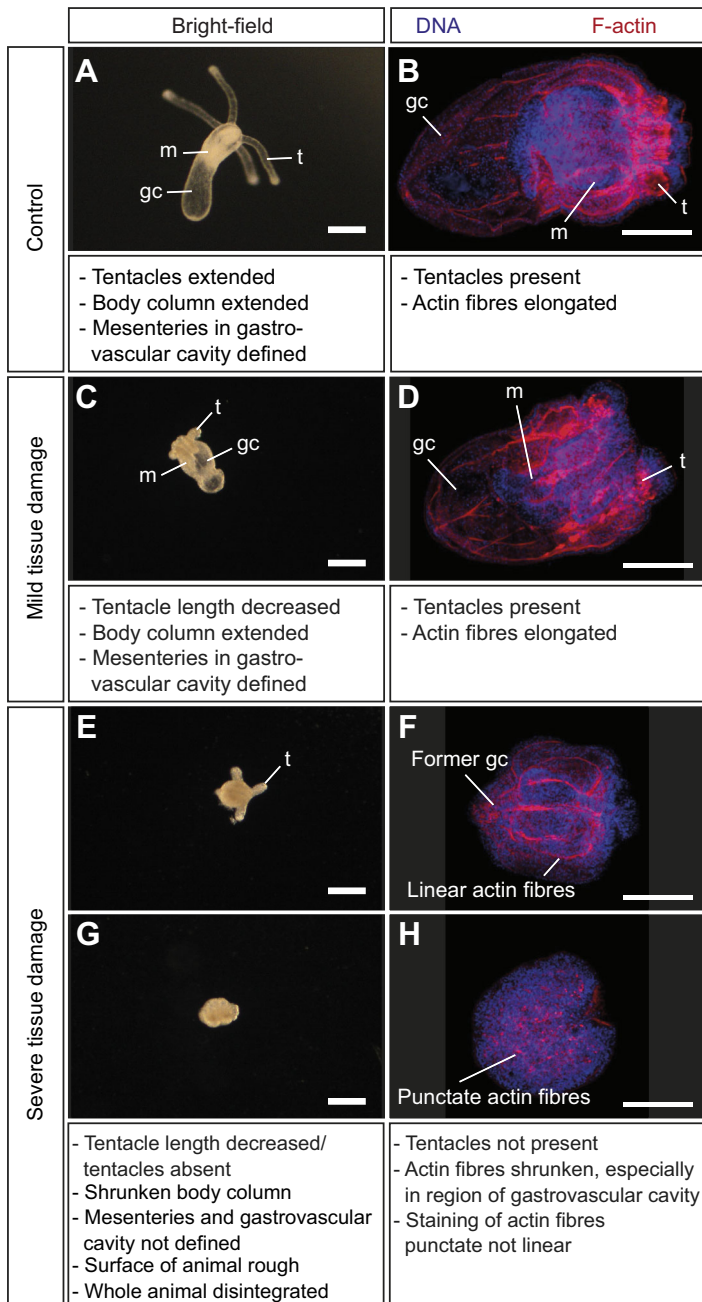 Bright-field
DNA
F-actin
Control
A
m
t
gc
B
gc
m
t
- Tentacles extended
- Body column extended
- Mesenteries in gastro-
vascular cavity defined
- Tentacles present
- Actin fibres elongated
Mild tissue damage
C
t
gc
m
D
m
gc
t
- Tentacle length decreased
- Body column extended
- Mesenteries in gastro-
vascular cavity defined
- Tentacles present
- Actin fibres elongated
Severe tissue damage
E
t
F
Former gc
Linear actin fibres
G
H
Punctate actin fibres
- Tentacle length decreased/
tentacles absent
- Shrunken body column
- Mesenteries and gastrovascular
cavity not defined
- Surface of animal rough
- Whole animal disintegrated
- Tentacles not present
- Actin fibres shrunken, especially
in region of gastrovascular cavity
- Staining of actin fibres
punctate not linear